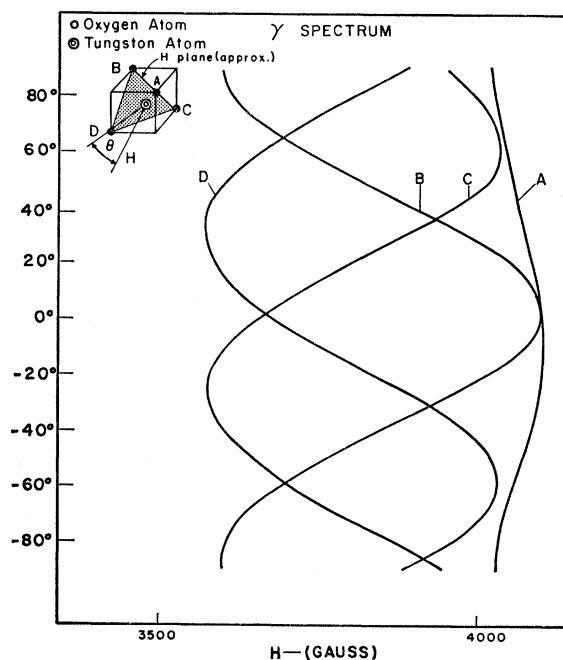 O Oxygen Atom
◎ Tungston Atom
γ SPECTRUM
H plane (approx.)
B
A
C
D
θ
H
80°
60°
40°
20°
0°
-20°
-40°
-60°
-80°
D
B
C
A
3500
4000
H—(GAUSS)